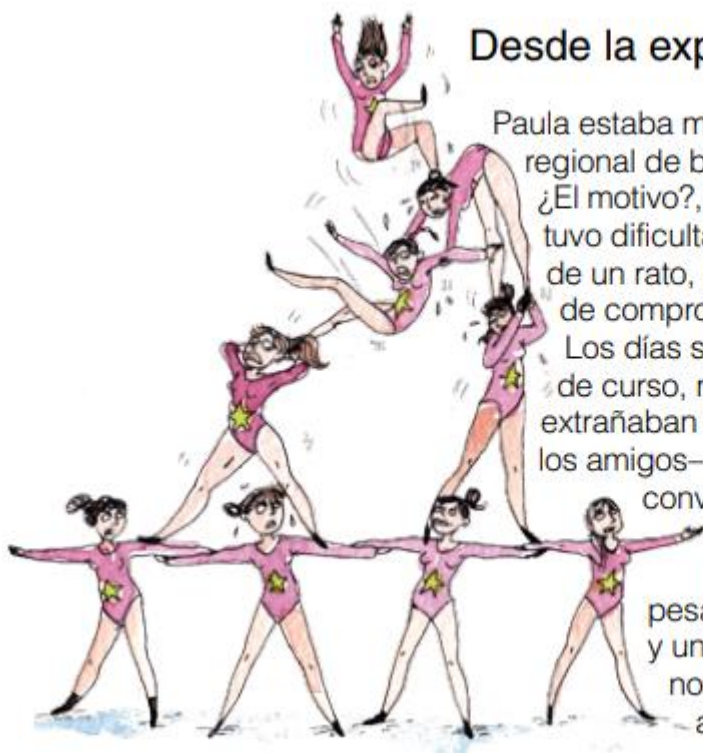 Desde la exp
Paula estaba m
regional de b
¿El motivo?,
tuvo dificulta
de un rato,
de compro
Los días s
de curso, r
extrañaban
los amigos–
conv
pesa
y un
no
a